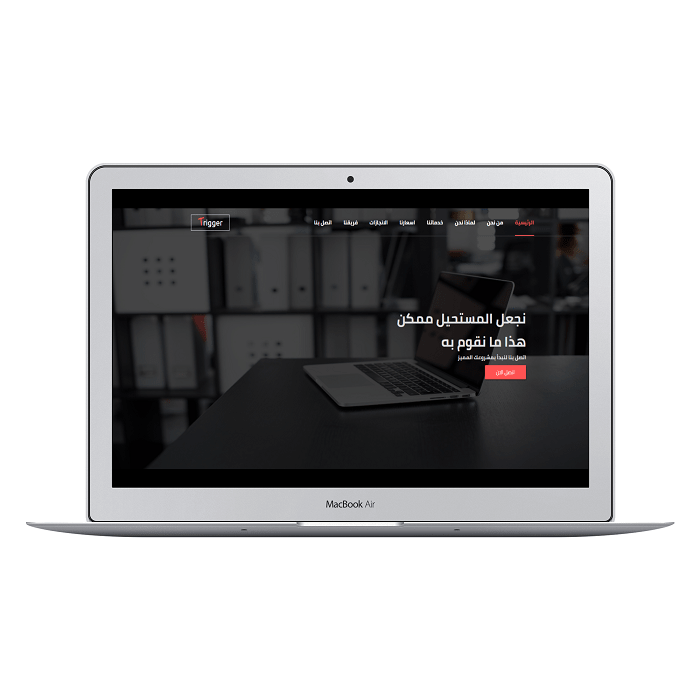 Trigger
الرئيسية من نحن لماذا نحن خدماتنا اسعارنا الانجازات فريقنا اتصل بنا
نجعل المستحيل ممكن
هذا ما نقوم به
اتصل بنا لنبدأ بمشروعك المميز
اتصل الان
MacBook Air